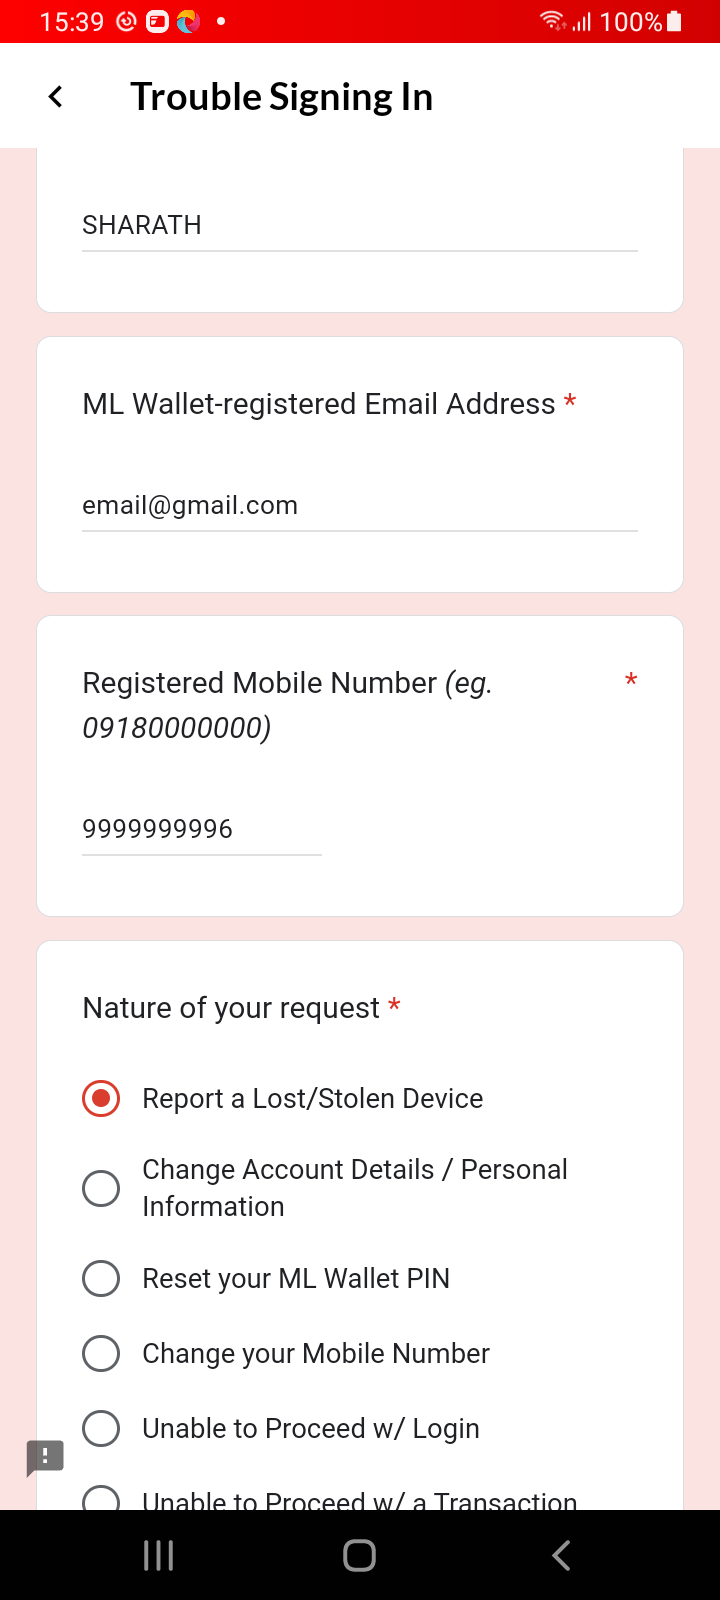 15:39
100%
Trouble Signing In
SHARATH
ML Wallet-registered Email Address *
email@gmail.com
Registered Mobile Number (eg. *
09180000000)
9999999996
Nature of your request *
Report a Lost/Stolen Device
Change Account Details / Personal
Information
Reset your ML Wallet PIN
Change your Mobile Number
Unable to Proceed w/ Login
Unable to Proceed w/ a Transaction